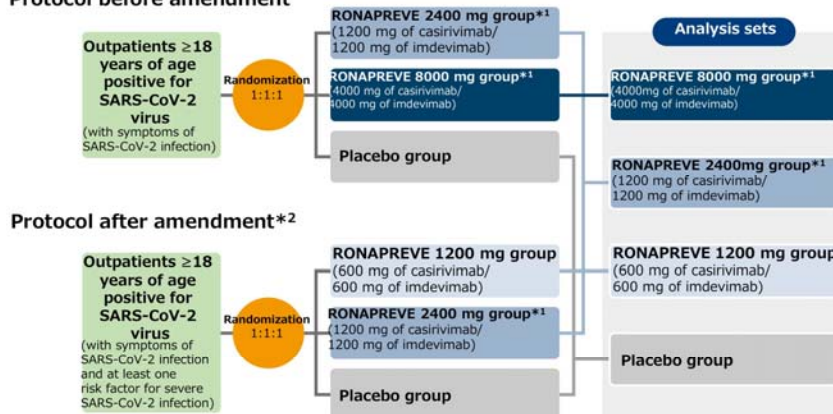 Protocol before amendment
Outpatients ≥18
years of age
positive for
SARS-CoV-2
virus
(with symptoms of
SARS-CoV-2 infection)
Randomization
1:1:1
RONAPREVE 2400 mg group*1
(1200 mg of casirivimab/
1200 mg of imdevimab)
RONAPREVE 8000 mg group*1
(4000 mg of casirivimab/
4000 mg of imdevimab)
Placebo group
Analysis sets
RONAPREVE 8000 mg group*1
(4000mg of casirivimab/
4000 mg of imdevimab)
RONAPREVE 2400mg group*1
(1200 mg of casirivimab/
1200 mg of imdevimab)
Protocol after amendment*2
Outpatients ≥18
years of age
positive for
SARS-CoV-2
virus
(with symptoms of
SARS-CoV-2 infection
and at least one
risk factor for severe
SARS-CoV-2 infection)
Randomization
1:1:1
RONAPREVE 1200 mg group
(600 mg of casirivimab/
600 mg of imdevimab)
RONAPREVE 2400 mg group*1
(1200 mg of casirivimab/
1200 mg of imdevimab)
Placebo group
RONAPREVE 1200 mg group
(600 mg of casirivimab/
600 mg of imdevimab)
Placebo group